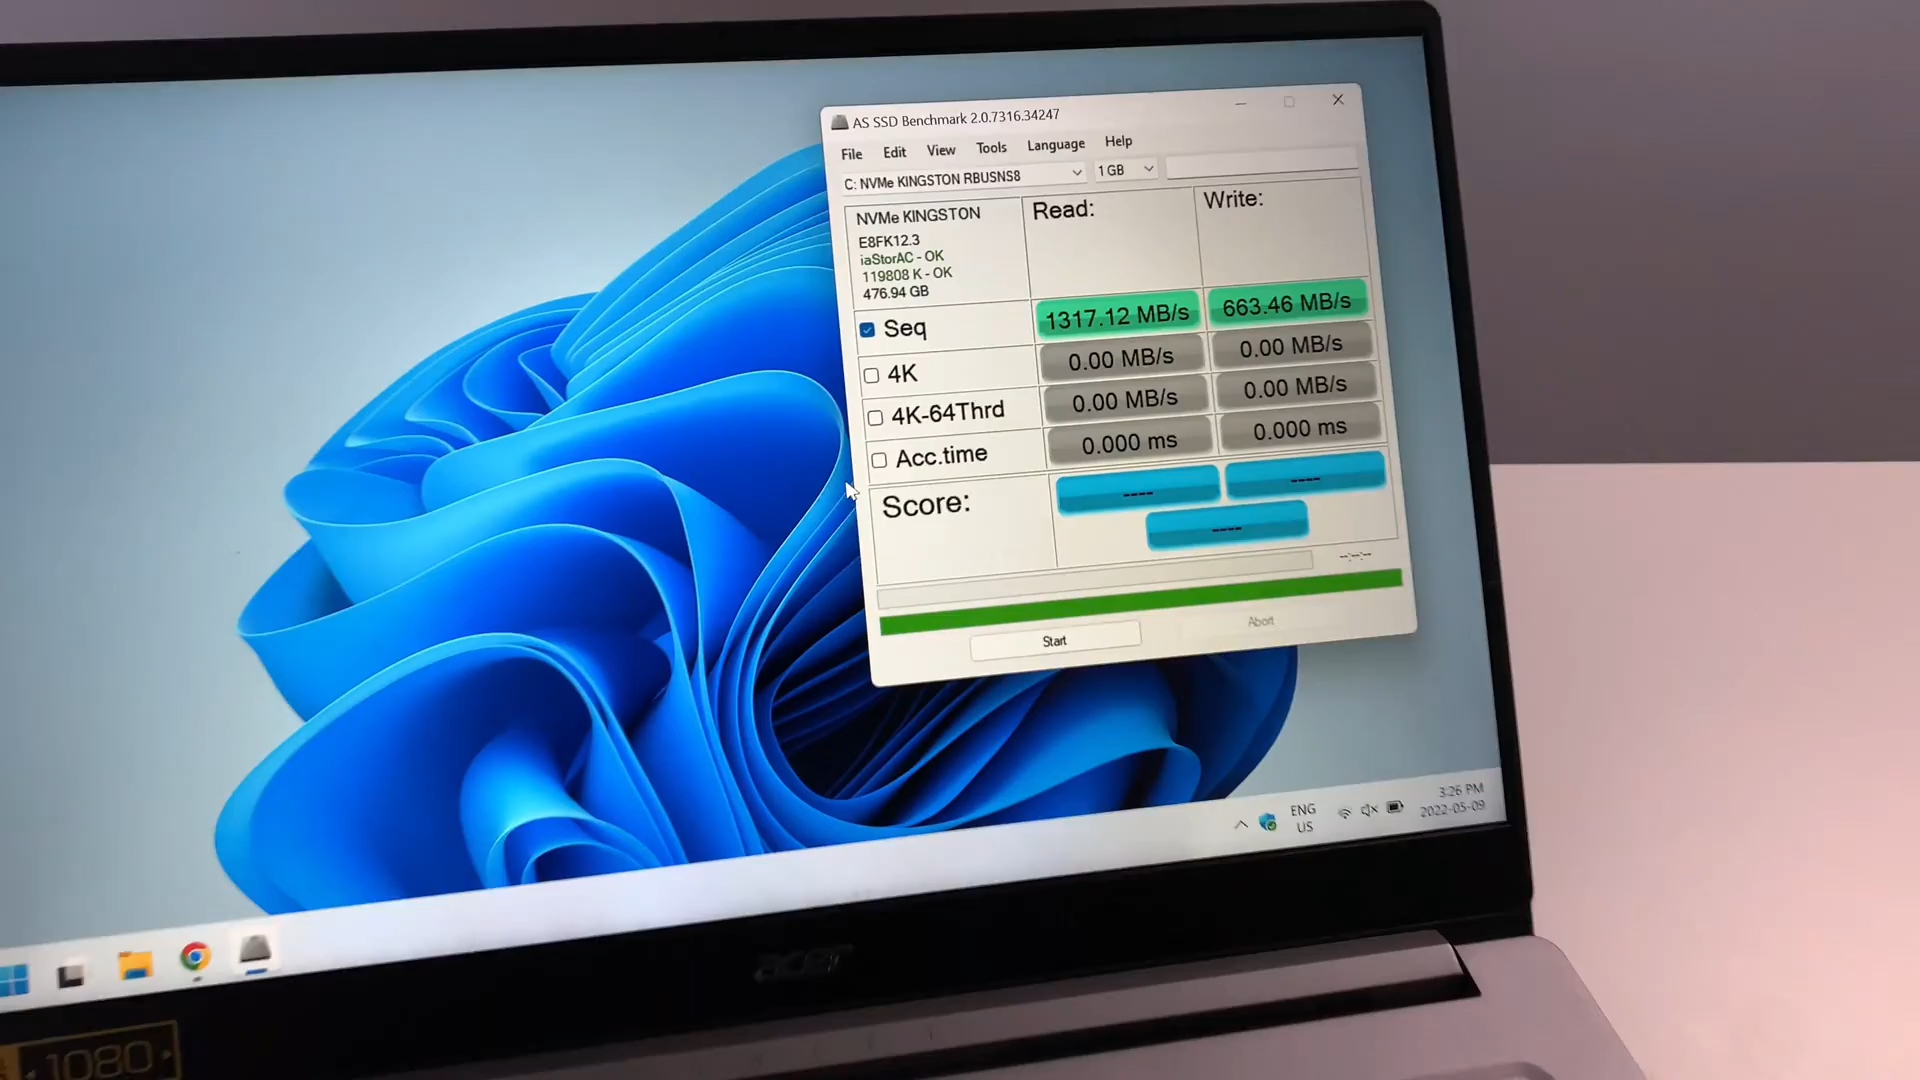 AS SSD Benchmark 2.0.7316.34247
File Edit View Tools Language Help
C: NVMe KINGSTON RBUSNS8 1 GB
NVMe KINGSTON
E8FK12.3
iaStorAC - OK
119808 K - OK
476.94 GB
Read: Write:
Seq 1317.12 MB/s 663.46 MB/s
4K 0.00 MB/s 0.00 MB/s
4K-64Thrd 0.00 MB/s 0.00 MB/s
Acc.time 0.000 ms 0.000 ms
Score: ---- ----
----
--:--:--
Start Abort
ENG
US
3:26 PM
2022-05-09
acer
1080